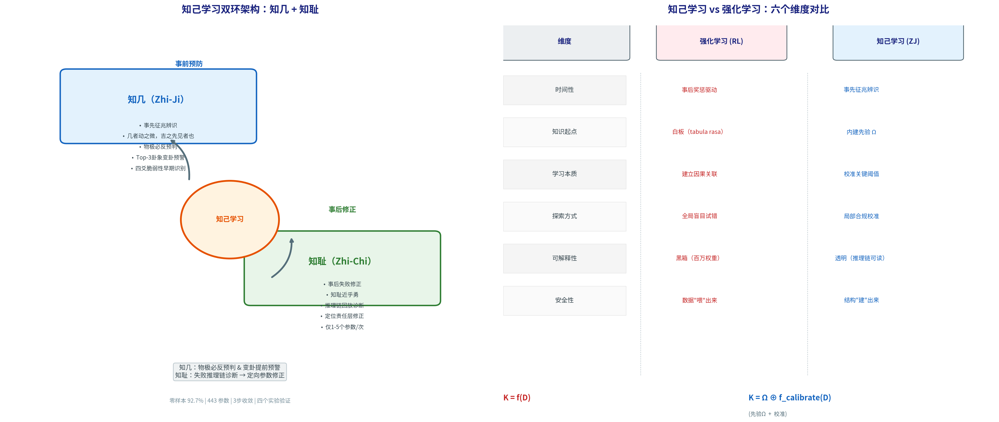 知己学习双环架构：知几 + 知耻
事前预防
知几（Zhi-Ji）
• 事先征兆辨识
• 几者动之微，吉之先见者也
• 物极必反预判
• Top-3卦象变卦预警
• 四爻脆弱性早期识别
知己学习
事后修正
知耻（Zhi-Chi）
• 事后失败修正
• 知耻近乎勇
• 推理链回放诊断
• 定位责任层修正
• 仅1-5个参数/次
知几：物极必反预判 & 变卦提前预警
知耻：失败推理链诊断 → 定向参数修正
零样本 92.7% | 443 参数 | 3步收敛 | 四个实验验证
知己学习 vs 强化学习：六个维度对比
维度 强化学习 (RL) 知己学习 (ZJ)
时间性 事后奖惩驱动 事先征兆辨识
知识起点 白板（tabula rasa） 内建先验 Ω
学习本质 建立因果关联 校准关键阈值
探索方式 全局盲目试错 局部合规校准
可解释性 黑箱（百万权重） 透明（推理链可读）
安全性 数据"喂"出来 结构"建"出来
K = f(D) K = Ω ⊕ f_calibrate(D)
(先验Ω + 校准)